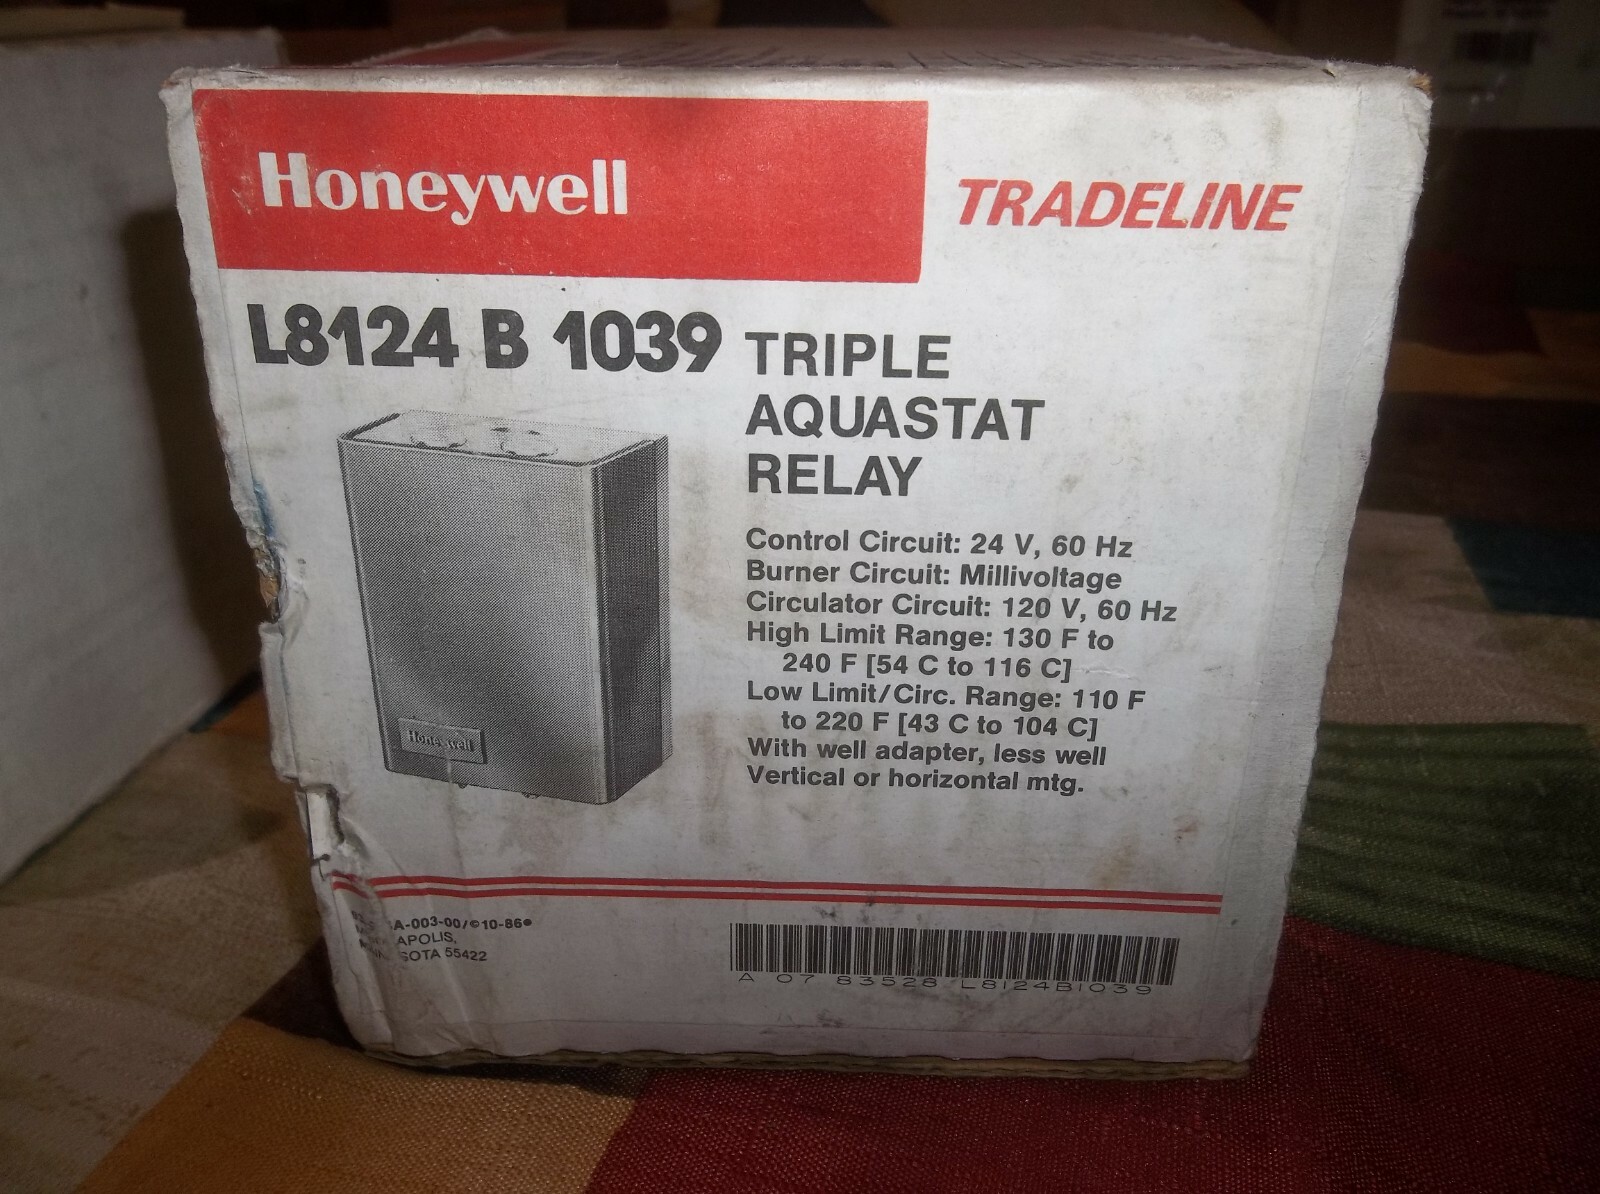 Honeywell
TRADELINE
L8124 B 1039
TRIPLE
AQUASTAT
RELAY
Control Circuit: 24 V, 60 Hz
Burner Circuit: Millivoltage
Circulator Circuit: 120 V, 60 Hz
High Limit Range: 130 F to
240 F [54 C to 116 C]
Low Limit/Circ. Range: 110 F
to 220 F [43 C to 104 C]
With well adapter, less well
Vertical or horizontal mtg.
Honeywell
A-003-00/©10-86
APOLIS,
SOTA 55422
A 07 83528 L8124B1039